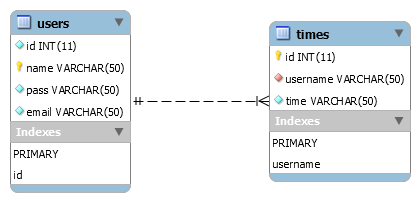 users
id INT(11)
name VARCHAR(50)
pass VARCHAR(50)
email VARCHAR(50)
Indexes
PRIMARY
id
times
id INT(11)
username VARCHAR(50)
time VARCHAR(50)
Indexes
PRIMARY
username